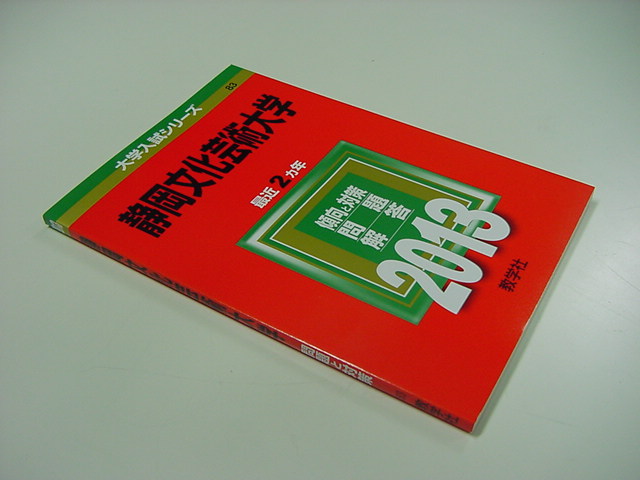 大学入試シリーズ
83
静岡文化芸術大学
最近2カ年
傾向と対策
問題
解答
2013
教学社